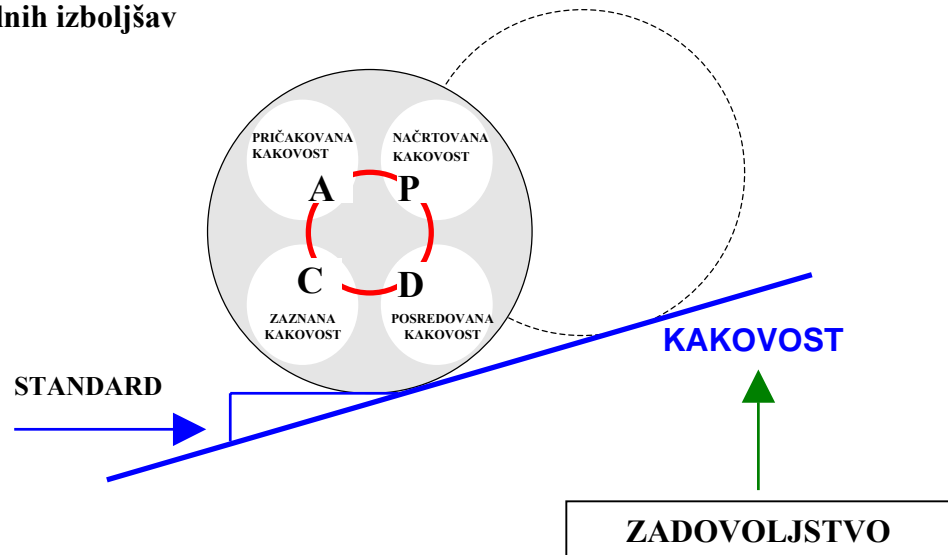 lnih izboljšav
PRIČAKOVANA
KAKOVOST
NAČRTOVANA
KAKOVOST
A
P
C
D
ZAZNANA
KAKOVOST
POSREDOVANA
KAKOVOST
KAKOVOST
STANDARD
ZADOVOLJSTVO